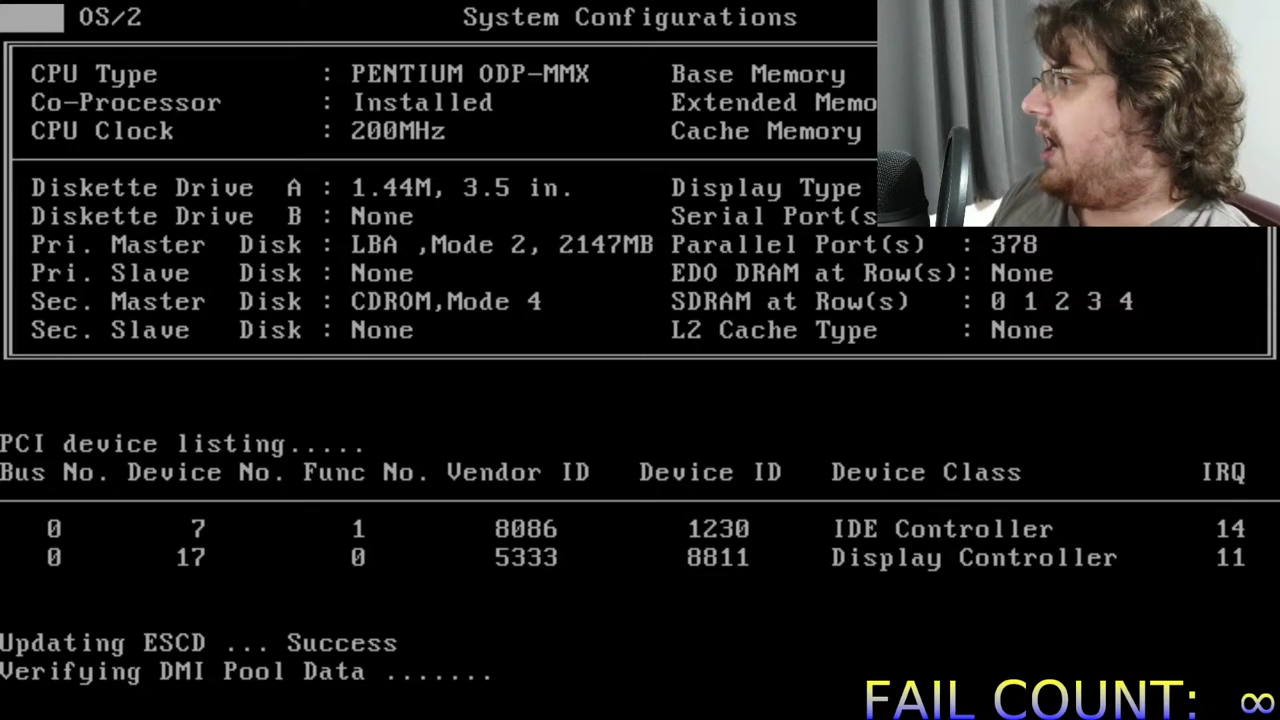 OS/2 System Configurations
CPU Type : PENTIUM ODP-MMX Base Memory
Co-Processor : Installed Extended Memo
CPU Clock : 200MHz Cache Memory
Diskette Drive A : 1.44M, 3.5 in. Display Type
Diskette Drive B : None Serial Port(s
Pri. Master Disk : LBA ,Mode 2, 2147MB Parallel Port(s) : 378
Pri. Slave Disk : None EDO DRAM at Row(s): None
Sec. Master Disk : CDROM,Mode 4 SDRAM at Row(s) : 0 1 2 3 4
Sec. Slave Disk : None L2 Cache Type : None
PCI device listing.....
Bus No. Device No. Func No. Vendor ID Device ID Device Class IRQ
0 7 1 8086 1230 IDE Controller 14
0 17 0 5333 8811 Display Controller 11
Updating ESCD ... Success
Verifying DMI Pool Data .......
FAIL COUNT: ∞